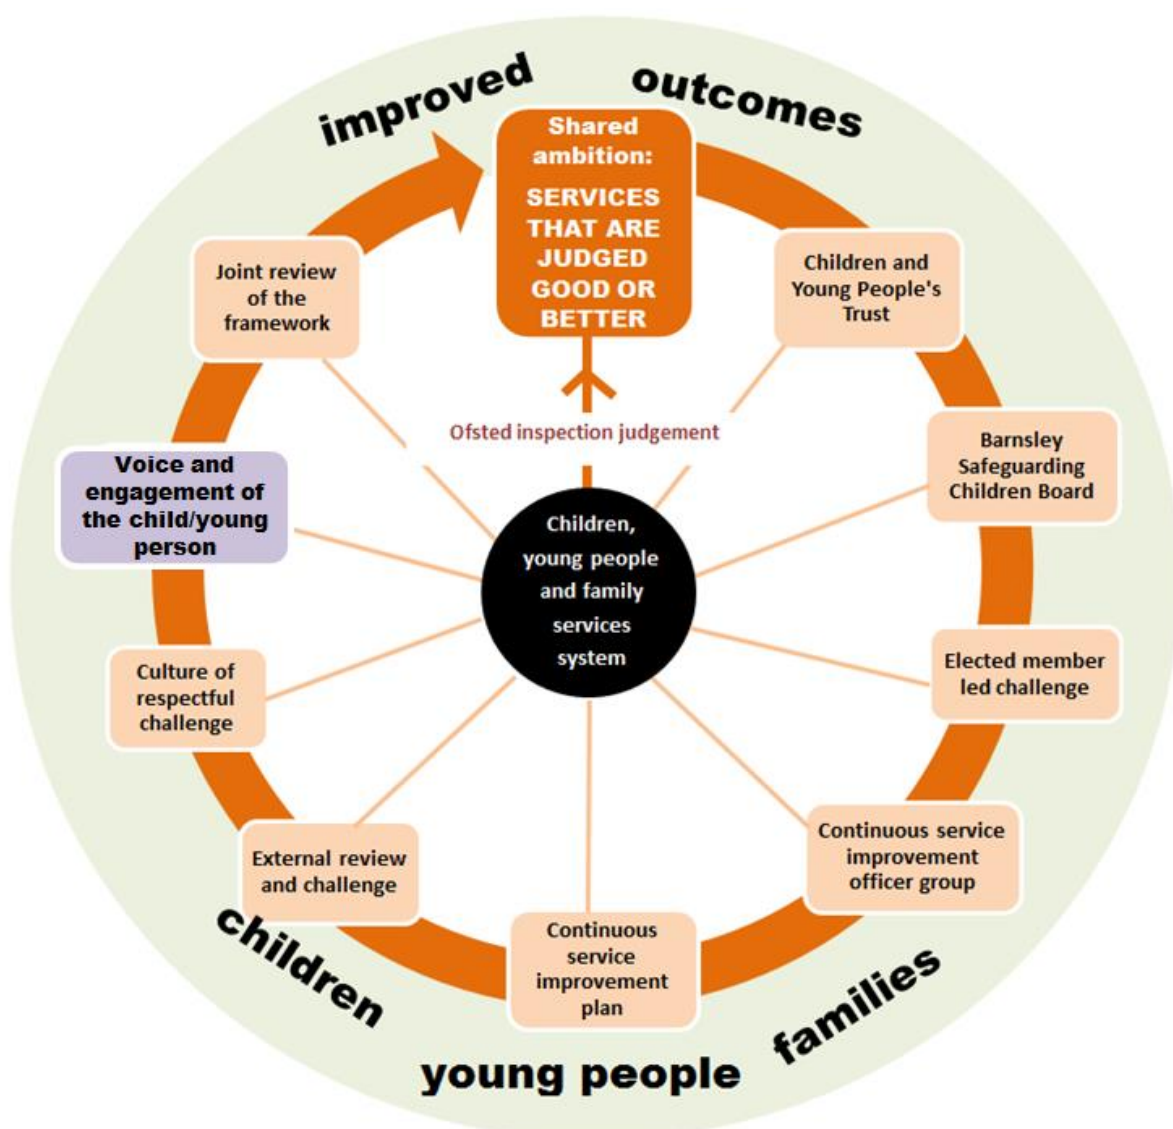 improved
outcomes
Shared
ambition:
SERVICES
THAT ARE
JUDGED
GOOD OR
BETTER
Children and
Young People's
Trust
Barnsley
Safeguarding
Children Board
Elected member
led challenge
Continuous service
improvement
officer group
Continuous
service
improvement
plan
External review
and challenge
Culture of
respectful
challenge
Voice and
engagement of
the child/young
person
Joint review
of the
framework
Ofsted inspection judgement
Children,
young people
and family
services
system
children
young people
families